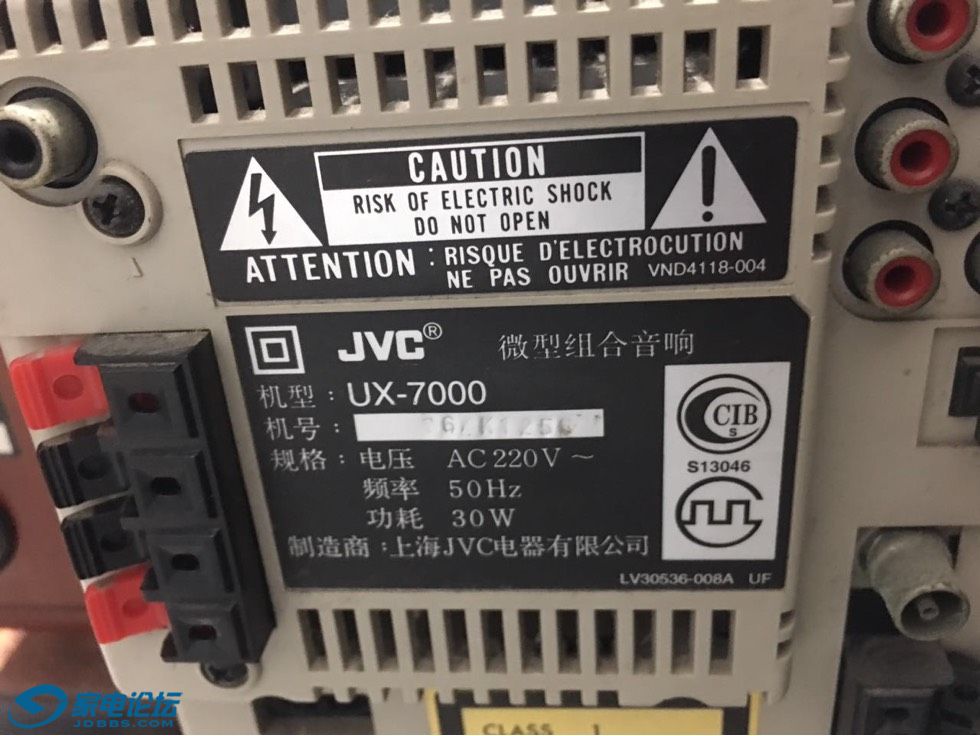 CAUTION
RISK OF ELECTRIC SHOCK
DO NOT OPEN
ATTENTION : RISQUE D'ELECTROCUTION
NE PAS OUVRIR VND4118-004
JVC® 微型组合音响
机型：UX-7000
机号：
规格：电压 AC 220V～
频率 50Hz
功耗 30W
制造商：上海JVC电器有限公司
CIB
S
S13046
LV30536-008A UF
CLASS 1
家电论坛
JDBBS.COM